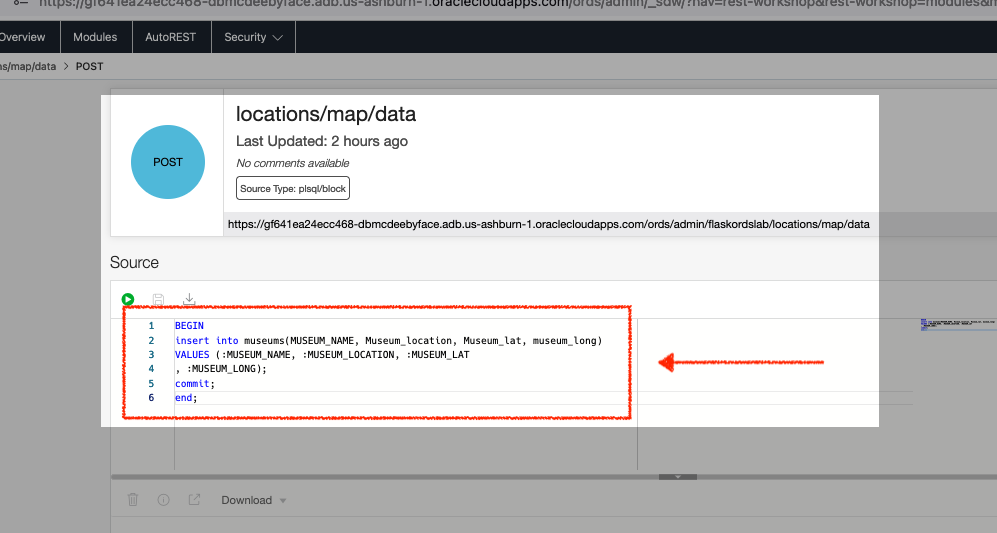 https://gf641ea24ecc468-dbmcdeebyface.adb.us-ashburn-1.oraclecloudapps.com/ords/admin/_sdw/?nav=rest-workshop&rest-workshop=modules&
Overview Modules AutoREST Security
ns/map/data > POST
POST
locations/map/data
Last Updated: 2 hours ago
No comments available
Source Type: plsql/block
https://gf641ea24ecc468-dbmcdeebyface.adb.us-ashburn-1.oraclecloudapps.com/ords/admin/flaskordslab/locations/map/data
Source
1 BEGIN
2 insert into museums(MUSEUM_NAME, Museum_location, Museum_lat, museum_long)
3 VALUES (:MUSEUM_NAME, :MUSEUM_LOCATION, :MUSEUM_LAT
4 , :MUSEUM_LONG);
5 commit;
6 end;
Download